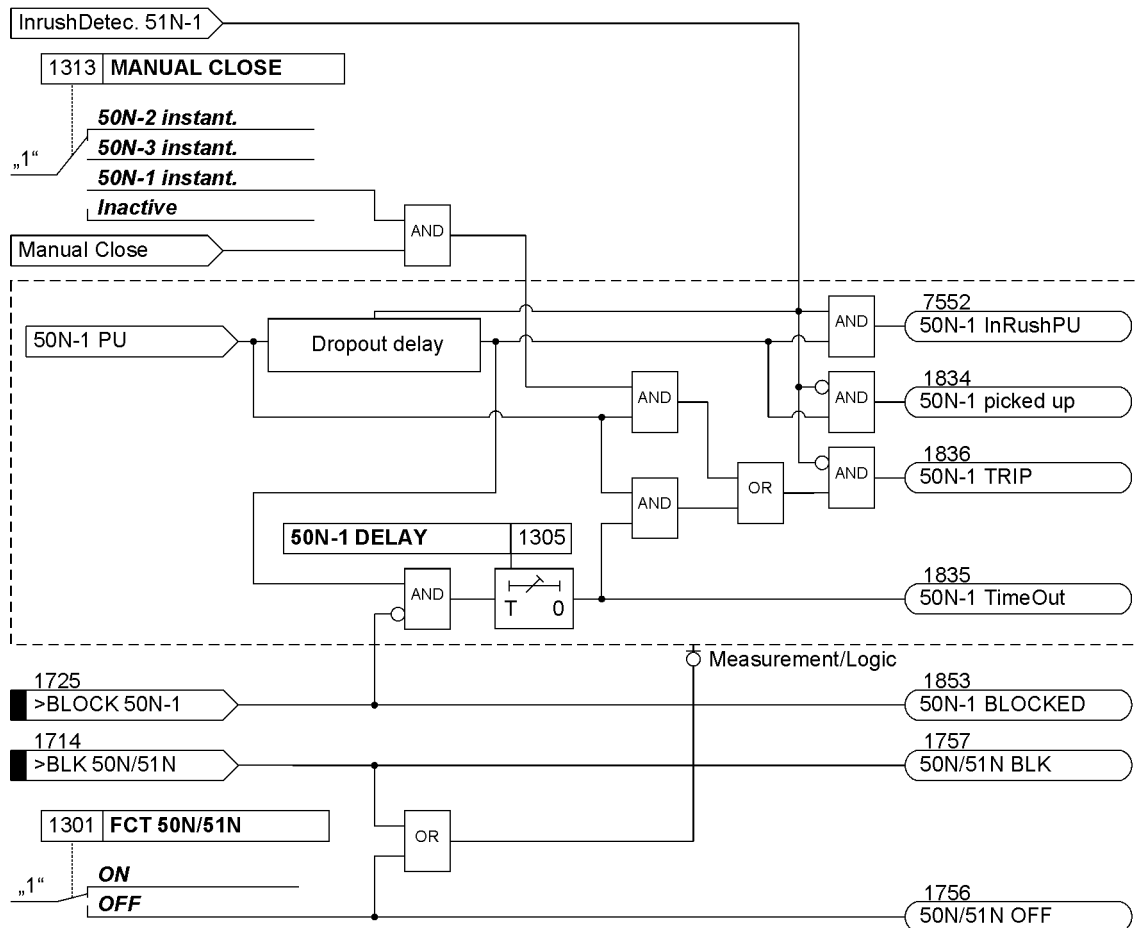 InrushDetec. 51N-1
1313 MANUAL CLOSE
50N-2 instant.
50N-3 instant.
„1“
50N-1 instant.
Inactive
AND
Manual Close
7552
50N-1 PU
Dropout delay
AND
50N-1 InRushPU
1834
AND
AND
50N-1 picked up
1836
AND
OR
AND
50N-1 TRIP
50N-1 DELAY 1305
1835
AND
T 0
50N-1 TimeOut
Measurement/Logic
1725
>BLOCK 50N-1
1853
50N-1 BLOCKED
1714
>BLK 50N/51N
1757
50N/51N BLK
1301 FCT 50N/51N
OR
ON
„1“
OFF
1756
50N/51N OFF